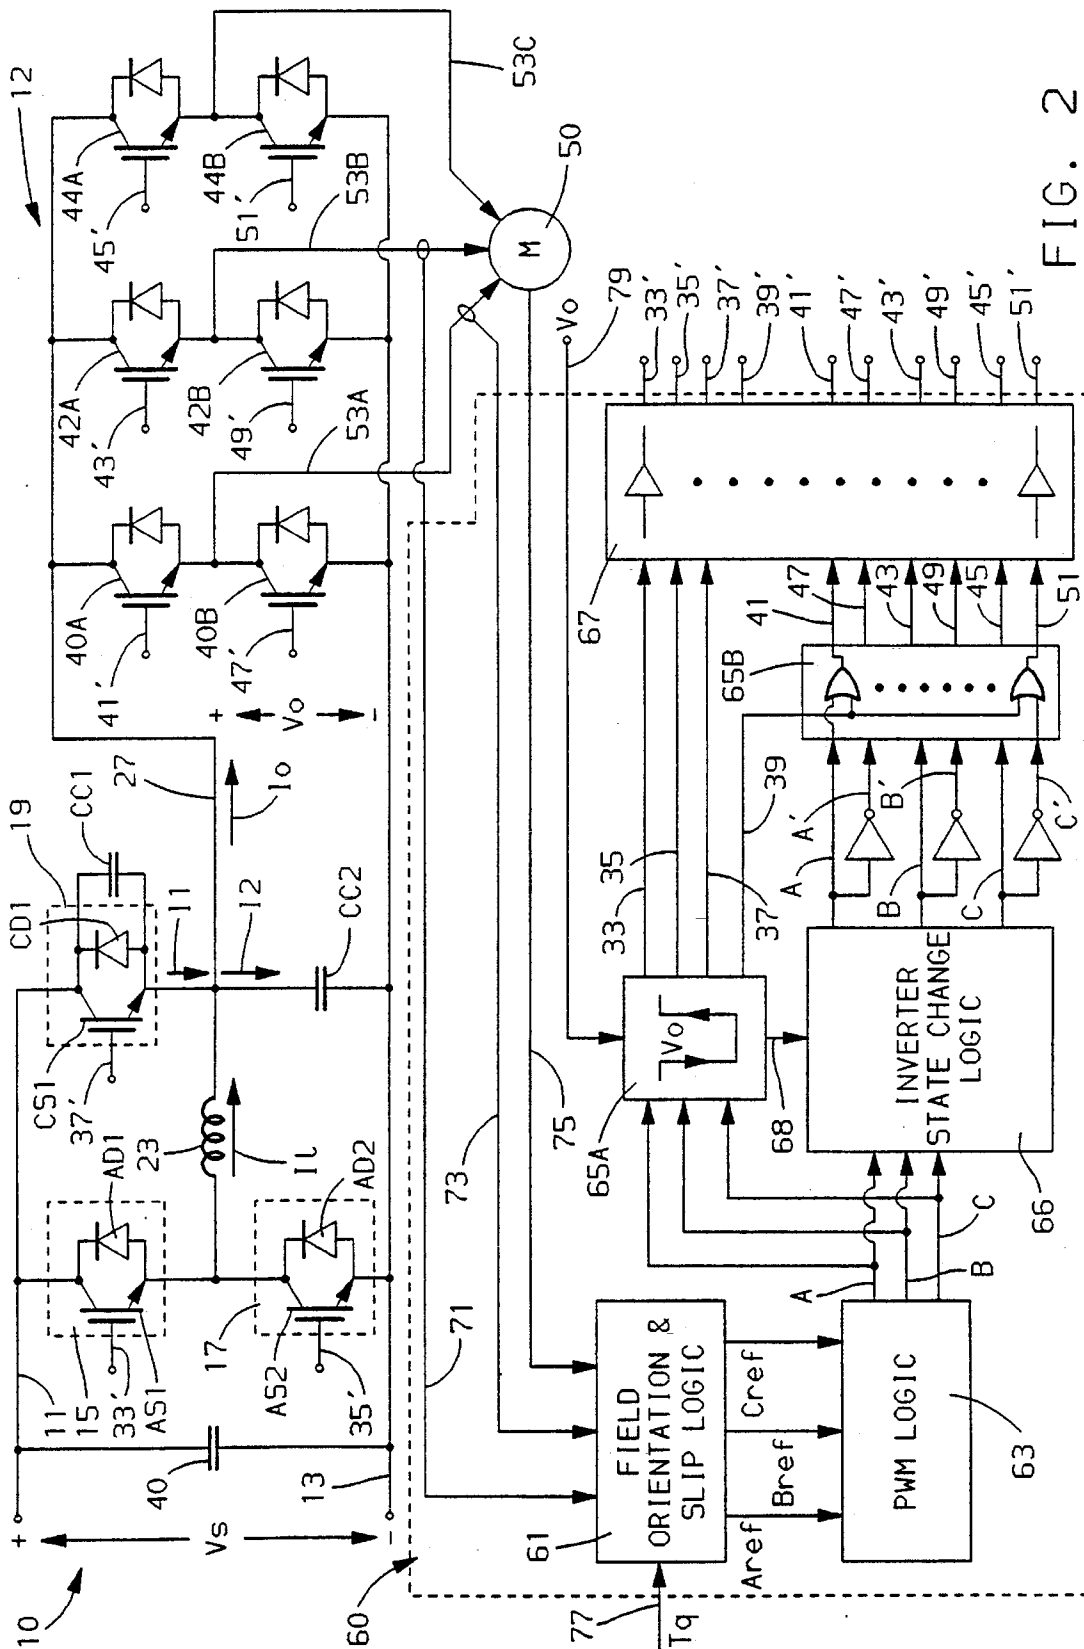 10
+
Vs
-
11
15
33′
AS1
40
13
17
AS2
35′
AD1
AD2
23
Il
CS1
37′
CD1
19
CC1
I1
I2
CC2
27
Io
+
Vo
-
12
40A
41′
40B
47′
42A
43′
42B
49′
44A
45′
44B
51′
53A
53B
53C
M
50
60
71
73
75
79
Vo
77
Tq
61
FIELD
ORIENTATION &
SLIP LOGIC
Aref
Bref
Cref
PWM LOGIC
63
A
B
C
65A
Vo
68
INVERTER
STATE CHANGE
LOGIC
66
33
35
37
39
A
A′
B
B′
C
C′
65B
41
47
43
49
45
51
67
33′
35′
37′
39′
41′
47′
43′
49′
45′
51′
FIG. 2